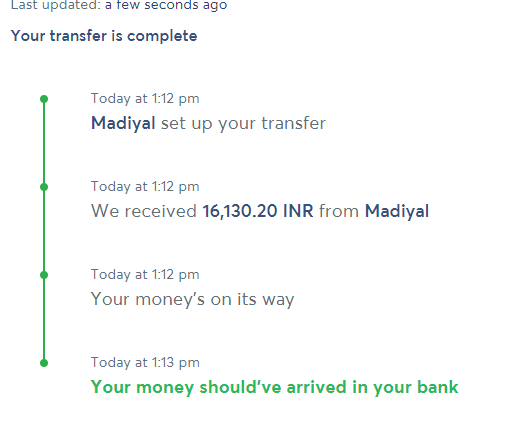 Last updated: a few seconds ago
Your transfer is complete
Today at 1:12 pm
Madiyal set up your transfer
Today at 1:12 pm
We received 16,130.20 INR from Madiyal
Today at 1:12 pm
Your money's on its way
Today at 1:13 pm
Your money should've arrived in your bank